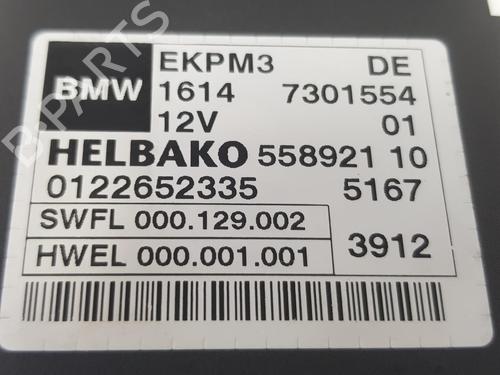 BMW EKPM3 DE
1614 7301554
12V 01
HELBAKO 558921 10
0122652335 5167
SWFL 000.129.002
HWEL 000.001.001 3912
B.PARTS